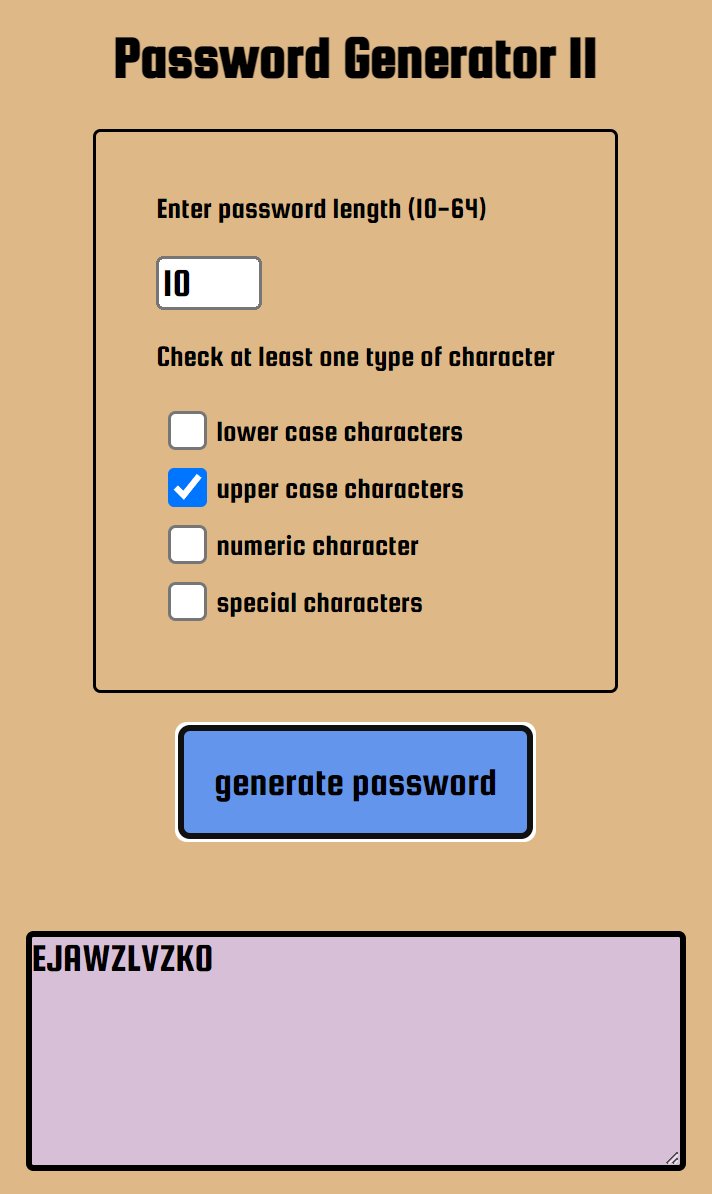 Password Generator II
Enter password length (10-64)
10
Check at least one type of character
lower case characters
upper case characters
numeric character
special characters
generate password
EJAWZLVZKO